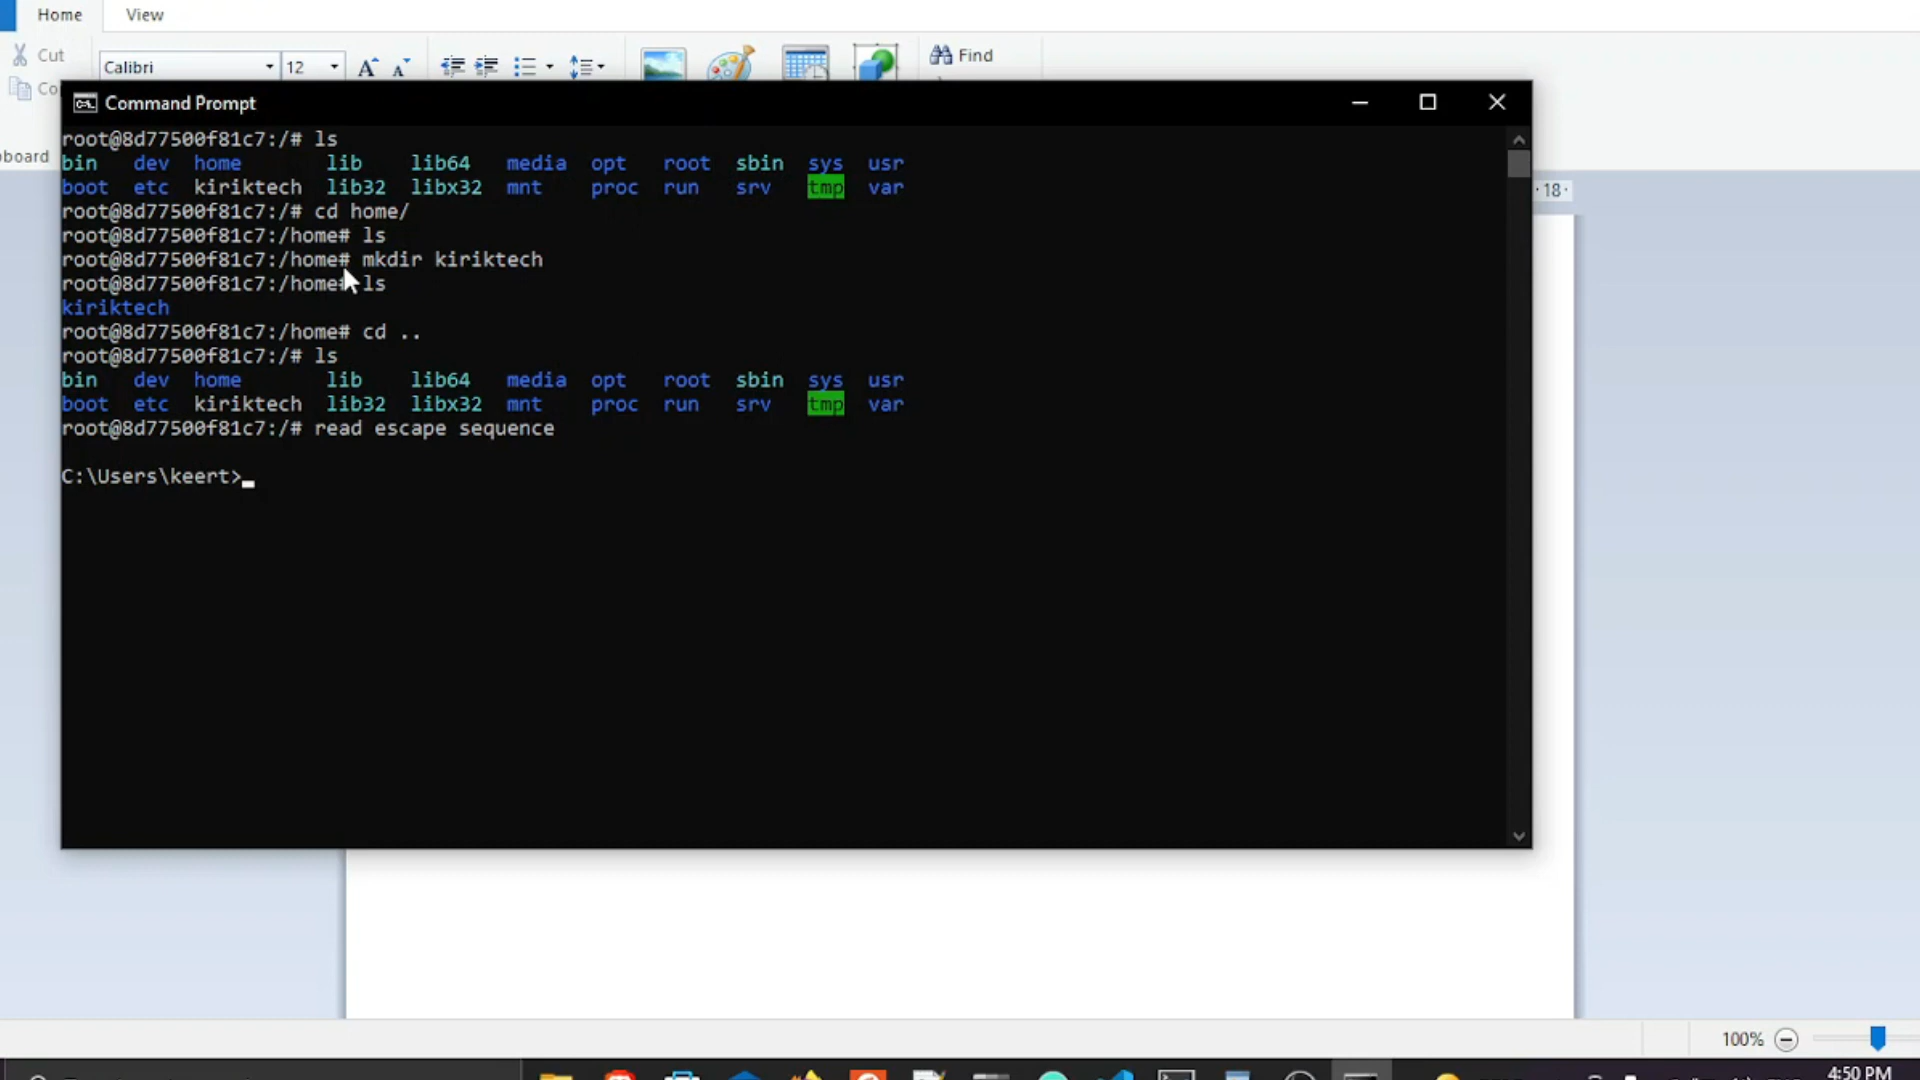 Home View
Cut
Calibri 12 Find
Co
Command Prompt
board
18
root@8d77500f81c7:/# ls
bin dev home lib lib64 media opt root sbin sys usr
boot etc kiriktech lib32 libx32 mnt proc run srv tmp var
root@8d77500f81c7:/# cd home/
root@8d77500f81c7:/home# ls
root@8d77500f81c7:/home# mkdir kiriktech
root@8d77500f81c7:/home# ls
kiriktech
root@8d77500f81c7:/home# cd ..
root@8d77500f81c7:/# ls
bin dev home lib lib64 media opt root sbin sys usr
boot etc kiriktech lib32 libx32 mnt proc run srv tmp var
root@8d77500f81c7:/# read escape sequence
C:\Users\keert>
100%
4:50 PM